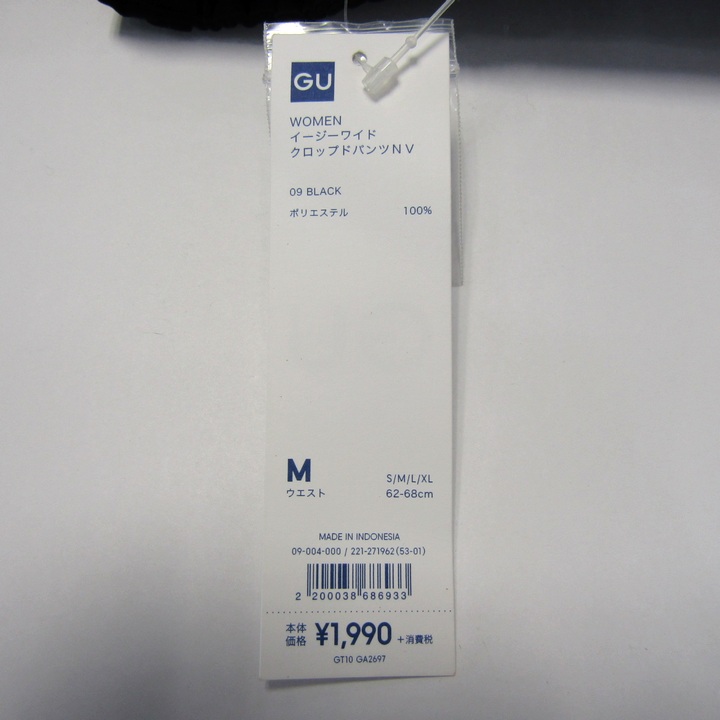 GU
WOMEN
イージーワイド
クロップドパンツNV
09 BLACK
ポリエステル 100%
M S/M/L/XL
ウエスト 62-68cm
MADE IN INDONESIA
09-004-000 / 221-271962(53-01)
2 200038 686933
本体価格 ¥1,990 +消費税
GT10 GA2697